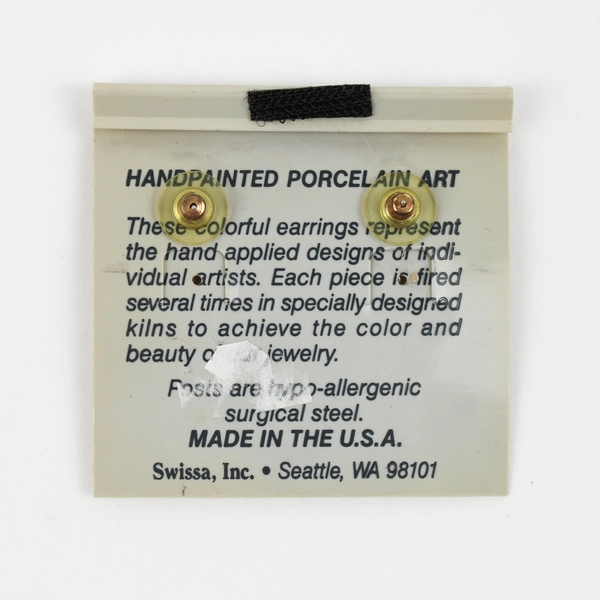 HANDPAINTED PORCELAIN ART
These colorful earrings represent
the hand applied designs of indi-
vidual artists. Each piece is fired
several times in specially designed
kilns to achieve the color and
beauty of our jewelry.
Posts are hypo-allergenic
surgical steel.
MADE IN THE U.S.A.
Swissa, Inc. • Seattle, WA 98101